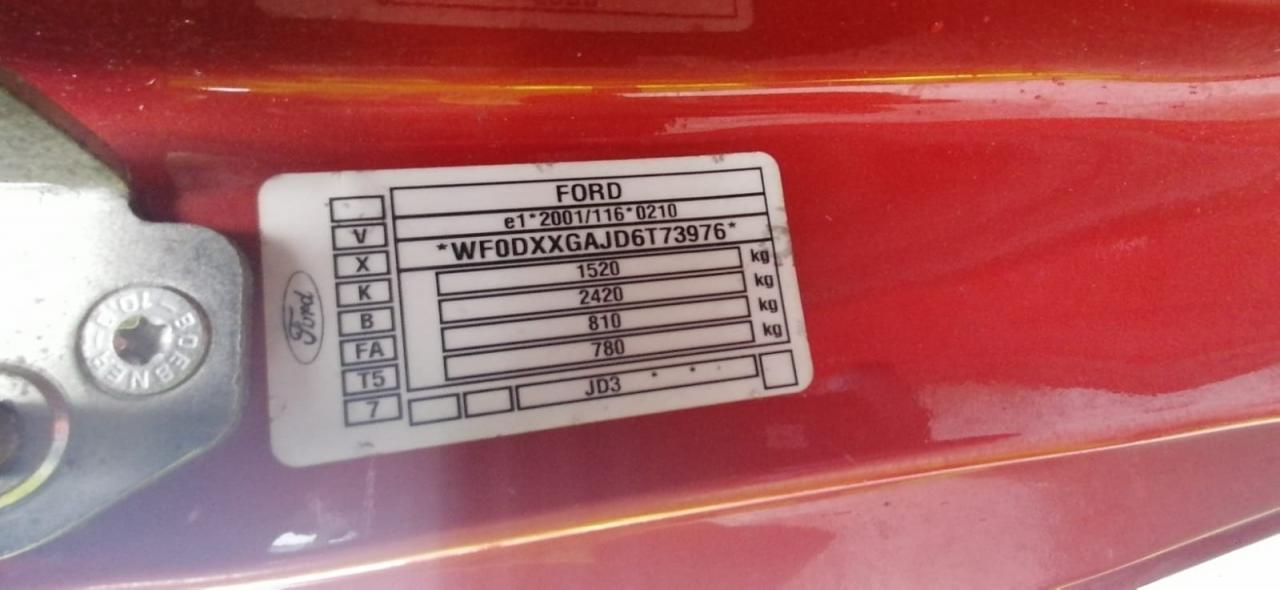 FORD
e1*2001/116*0210
*WF0DXXGAJD6T73976*
1520 kg
2420 kg
810 kg
780 kg
JD3 * * *
V
X
K
B
FA
T5
7
Ford
BOEBNER